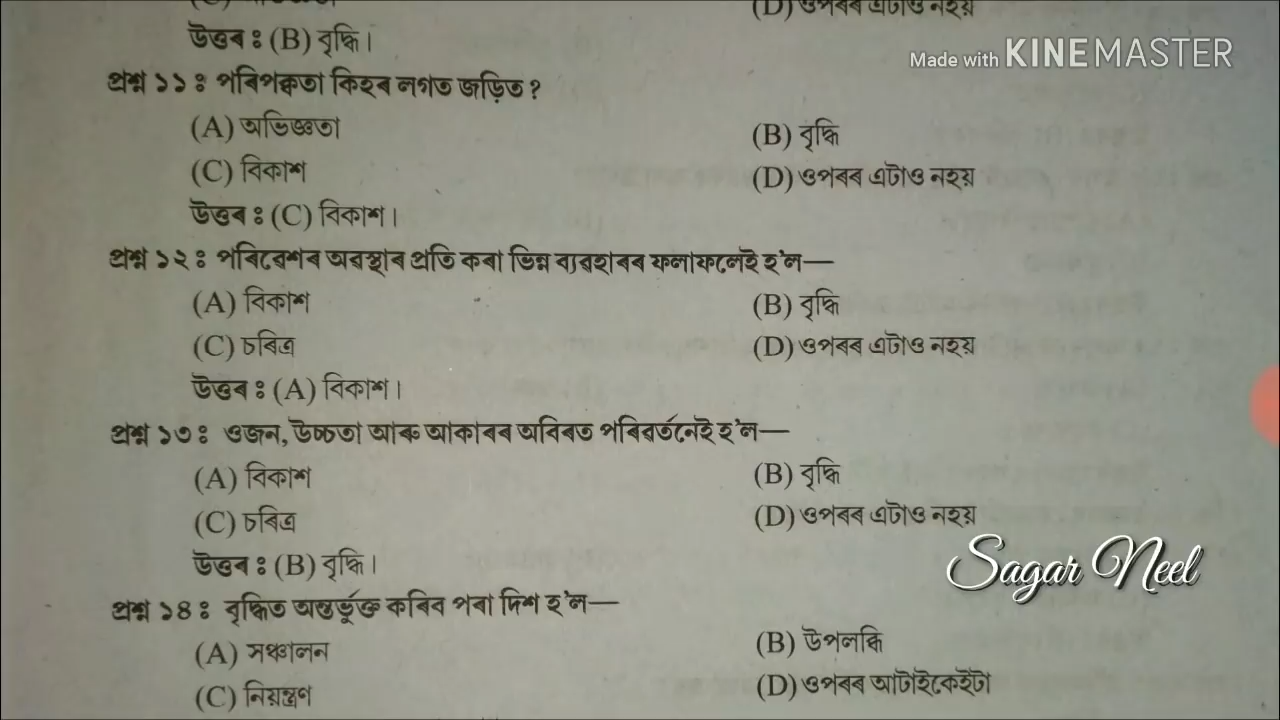 (D) ওপৰৰ এটাও নহয়
উত্তৰ ঃ (B) বৃদ্ধি।
Made with KINEMASTER
প্ৰশ্ন ১১ ঃ পৰিপক্কতা কিহৰ লগত জড়িত ?
(A) অভিজ্ঞতা (B) বৃদ্ধি
(C) বিকাশ (D) ওপৰৰ এটাও নহয়
উত্তৰ ঃ (C) বিকাশ।
প্ৰশ্ন ১২ ঃ পৰিৱেশৰ অৱস্থাৰ প্ৰতি কৰা ভিন্ন ব্যৱহাৰৰ ফলাফলেই হ'ল—
(A) বিকাশ (B) বৃদ্ধি
(C) চৰিত্ৰ (D) ওপৰৰ এটাও নহয়
উত্তৰ ঃ (A) বিকাশ।
প্ৰশ্ন ১৩ ঃ ওজন, উচ্চতা আৰু আকাৰৰ অবিৰত পৰিৱৰ্তনেই হ'ল—
(A) বিকাশ (B) বৃদ্ধি
(C) চৰিত্ৰ (D) ওপৰৰ এটাও নহয়
উত্তৰ ঃ (B) বৃদ্ধি।
Sagar Neel
প্ৰশ্ন ১৪ ঃ বৃদ্ধিত অন্তৰ্ভূক্ত কৰিব পৰা দিশ হ'ল—
(A) সঞ্চালন (B) উপলব্ধি
(C) নিয়ন্ত্ৰণ (D) ওপৰৰ আটাইকেইটা